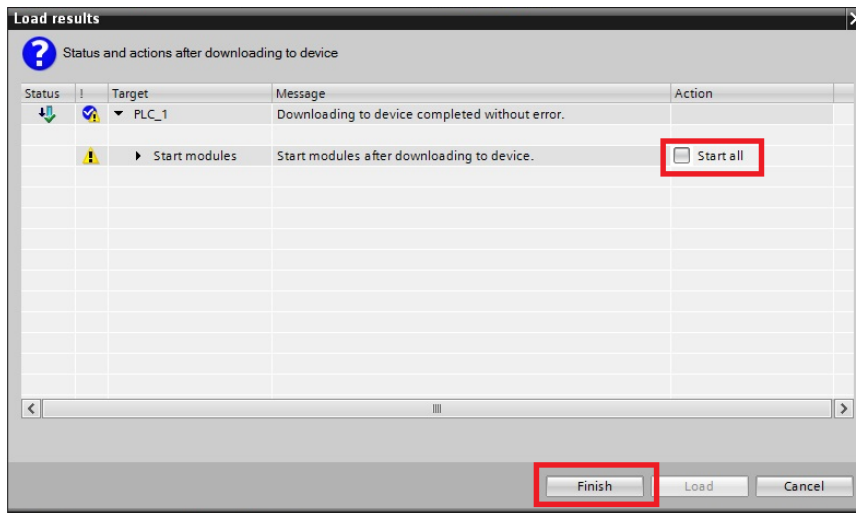 Load results
Status and actions after downloading to device
Status ! Target Message Action
PLC_1 Downloading to device completed without error.
Start modules Start modules after downloading to device. Start all
Finish Load Cancel